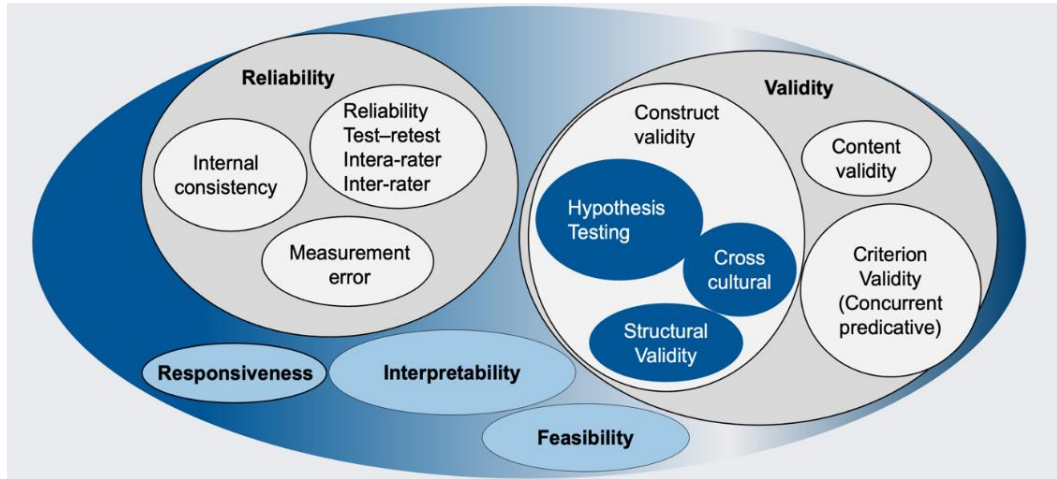 Reliability
Internal
consistency
Reliability
Test–retest
Intera-rater
Inter-rater
Measurement
error
Validity
Construct
validity
Hypothesis
Testing
Cross
cultural
Structural
Validity
Content
validity
Criterion
Validity
(Concurrent
predicative)
Responsiveness
Interpretability
Feasibility